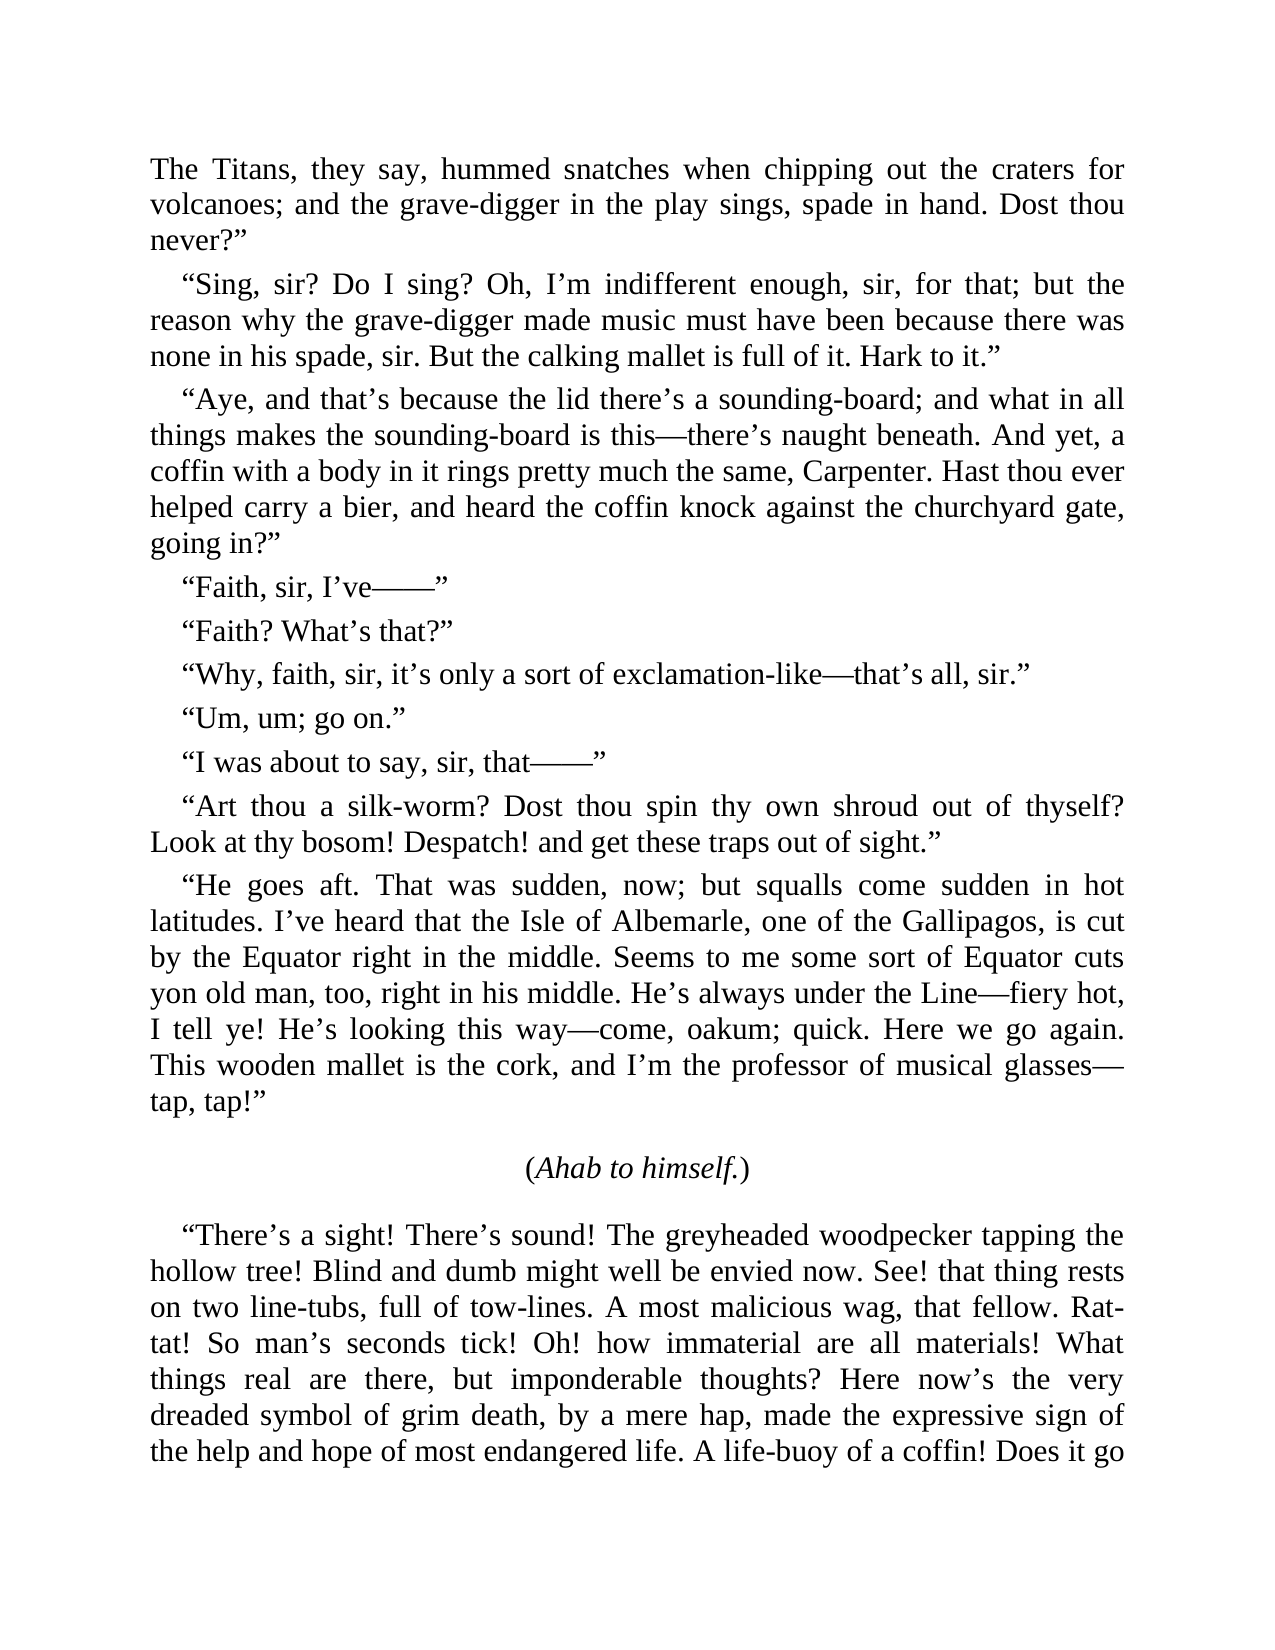 The Titans, they say, hummed snatches when chipping out the craters for
volcanoes; and the grave-digger in the play sings, spade in hand. Dost thou
never?”
“Sing, sir? Do I sing? Oh, I’m indifferent enough, sir, for that; but the
reason why the grave-digger made music must have been because there was
none in his spade, sir. But the calking mallet is full of it. Hark to it.”
“Aye, and that’s because the lid there’s a sounding-board; and what in all
things makes the sounding-board is this—there’s naught beneath. And yet, a
coffin with a body in it rings pretty much the same, Carpenter. Hast thou ever
helped carry a bier, and heard the coffin knock against the churchyard gate,
going in?”
“Faith, sir, I’ve——”
“Faith? What’s that?”
“Why, faith, sir, it’s only a sort of exclamation-like—that’s all, sir.”
“Um, um; go on.”
“I was about to say, sir, that——”
“Art thou a silk-worm? Dost thou spin thy own shroud out of thyself?
Look at thy bosom! Despatch! and get these traps out of sight.”
“He goes aft. That was sudden, now; but squalls come sudden in hot
latitudes. I’ve heard that the Isle of Albemarle, one of the Gallipagos, is cut
by the Equator right in the middle. Seems to me some sort of Equator cuts
yon old man, too, right in his middle. He’s always under the Line—fiery hot,
I tell ye! He’s looking this way—come, oakum; quick. Here we go again.
This wooden mallet is the cork, and I’m the professor of musical glasses—
tap, tap!”
(Ahab to himself.)
“There’s a sight! There’s sound! The greyheaded woodpecker tapping the
hollow tree! Blind and dumb might well be envied now. See! that thing rests
on two line-tubs, full of tow-lines. A most malicious wag, that fellow. Rat-
tat! So man’s seconds tick! Oh! how immaterial are all materials! What
things real are there, but imponderable thoughts? Here now’s the very
dreaded symbol of grim death, by a mere hap, made the expressive sign of
the help and hope of most endangered life. A life-buoy of a coffin! Does it go